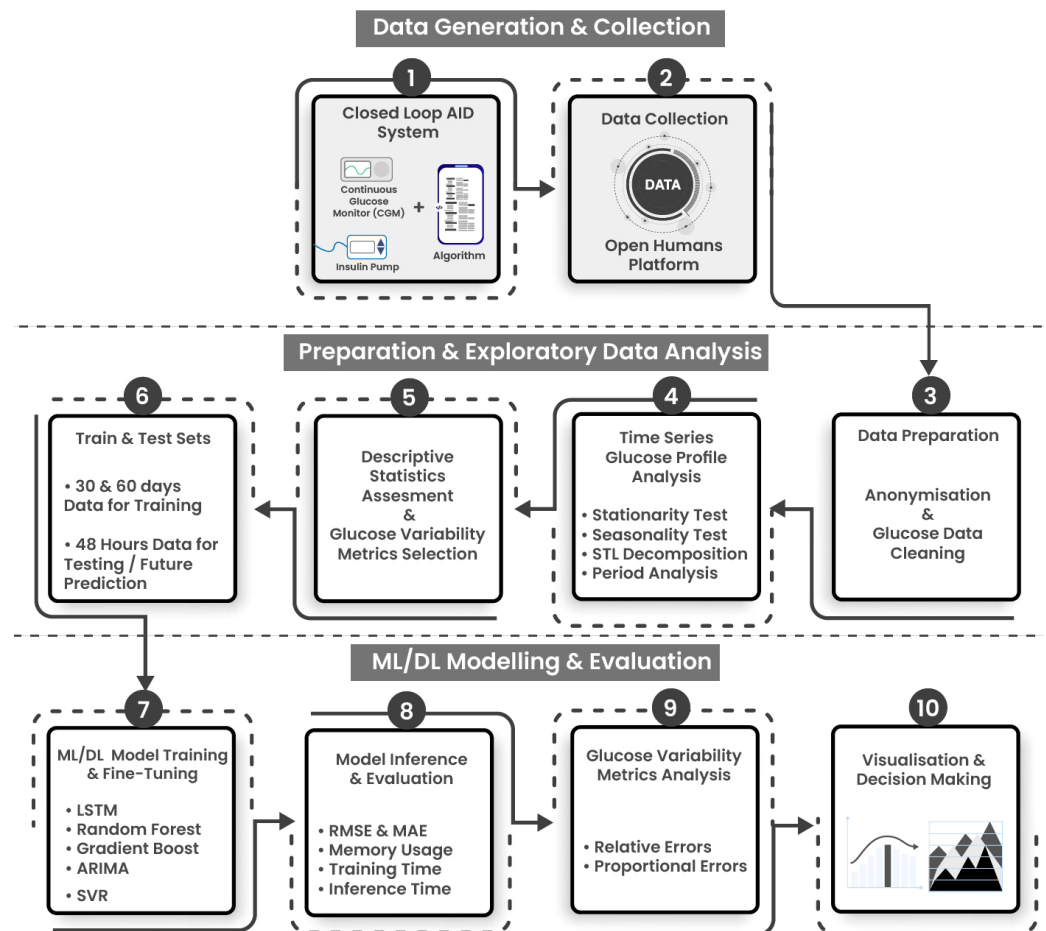 Data Generation & Collection
1
Closed Loop AID
System
Continuous
Glucose
Monitor (CGM)
+
Insulin Pump
Algorithm
2
Data Collection
DATA
Open Humans
Platform
Preparation & Exploratory Data Analysis
6
Train & Test Sets
• 30 & 60 days
Data for Training
• 48 Hours Data for
Testing / Future
Prediction
5
Descriptive
Statistics
Assesment
&
Glucose Variability
Metrics Selection
4
Time Series
Glucose Profile
Analysis
• Stationarity Test
• Seasonality Test
• STL Decomposition
• Period Analysis
3
Data Preparation
Anonymisation
&
Glucose Data
Cleaning
ML/DL Modelling & Evaluation
7
ML/DL Model Training
& Fine-Tuning
• LSTM
• Random Forest
• Gradient Boost
• ARIMA
• SVR
8
Model Inference
& Evaluation
• RMSE & MAE
• Memory Usage
• Training Time
• Inference Time
9
Glucose Variability
Metrics Analysis
• Relative Errors
• Proportional Errors
10
Visualisation &
Decision Making